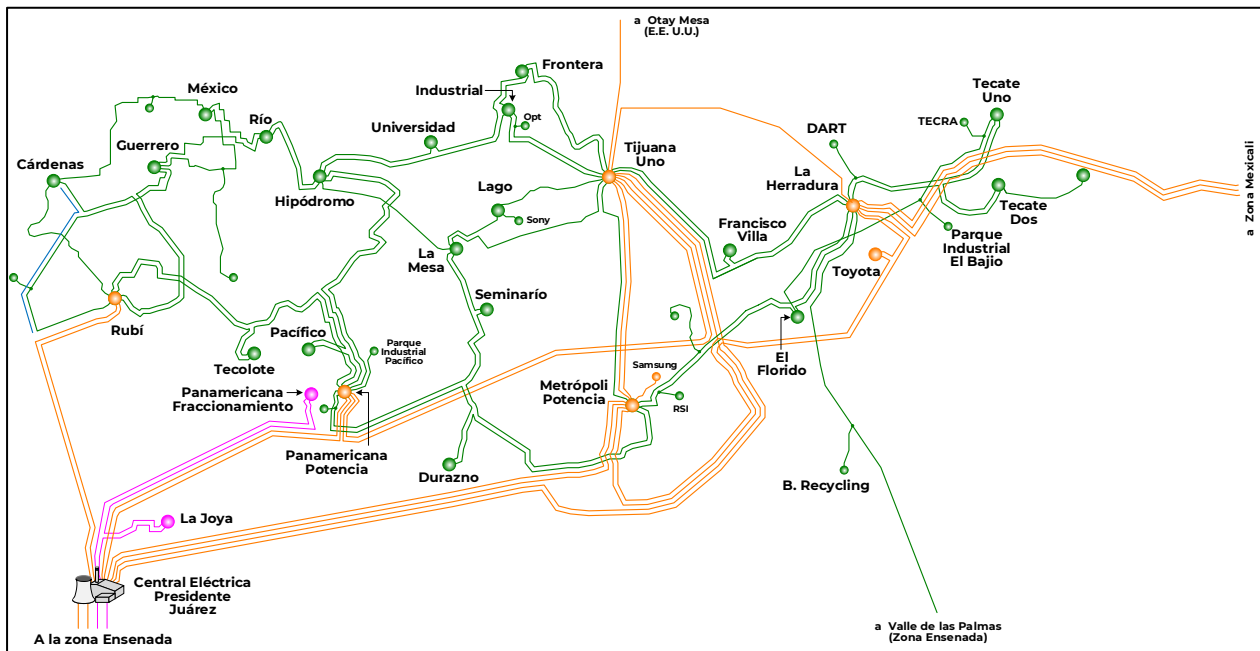 a Otay Mesa
(E.E. U.U.)
Frontera
México
Industrial
Tecate
Uno
Río
Opt
Universidad
DART
TECRA
Guerrero
Cárdenas
Tijuana
Uno
La
Herradura
a Zona Mexicali
Hipódromo
Lago
Sony
Tecate
Dos
Francisco
Villa
Parque
Industrial
El Bajio
La
Mesa
Toyota
Seminarío
Rubí
Pacífico
Parque
Industrial
Pacífico
Tecolote
El
Florido
Samsung
Panamericana
Fraccionamiento
Metrópoli
Potencia
RSI
Panamericana
Potencia
Durazno
B. Recycling
La Joya
Central Eléctrica
Presidente
Juárez
A la zona Ensenada
a Valle de las Palmas
(Zona Ensenada)